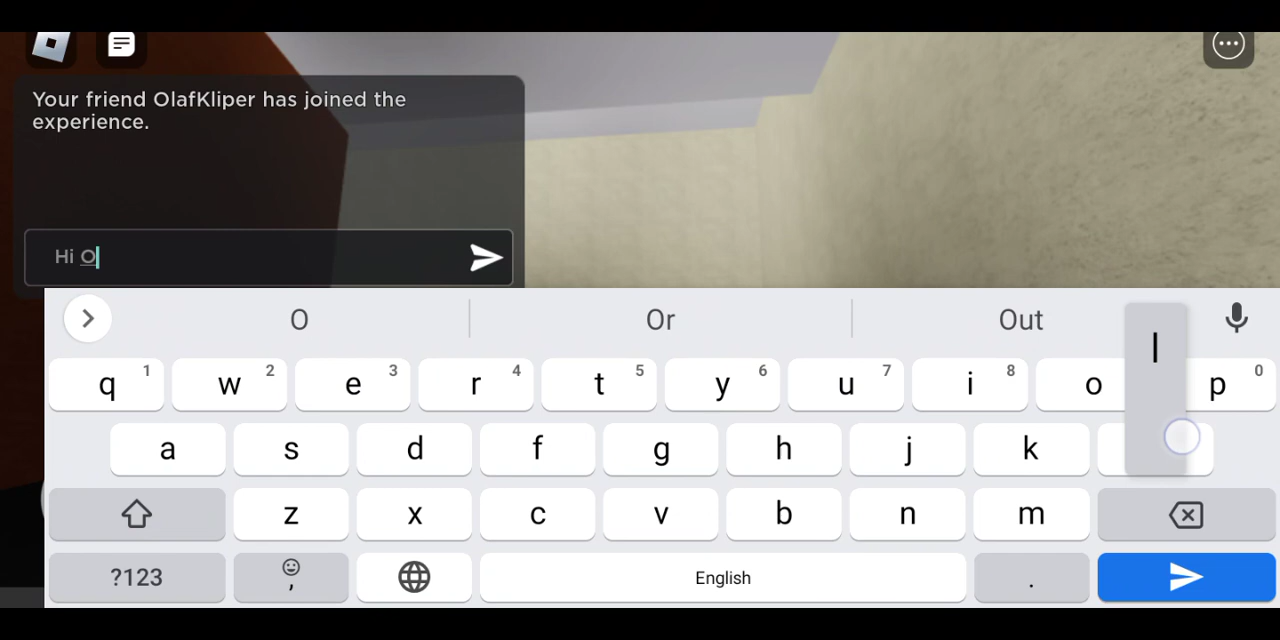 Your friend OlafKliper has joined the
experience.
Hi O
O Or Out
q 1 w 2 e 3 r 4 t 5 y 6 u 7 i 8 o l p 0
a s d f g h j k
z x c v b n m
?123 , English .